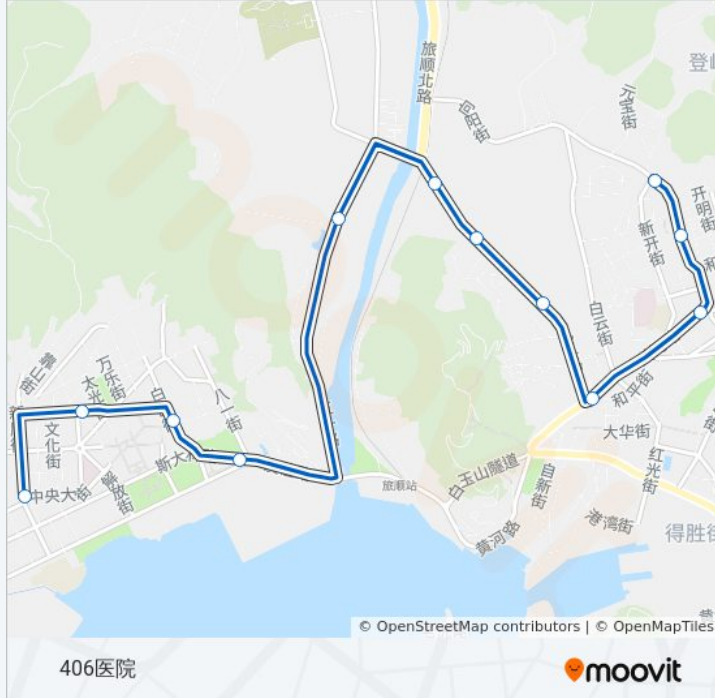 旅顺北路
登峰
元宝街
向阳街
开明街
新开街
和
白云街
靠山街
万乐街
太光
八一街
和平街
文化街
大华街
红光街
斯大
解放街
中央大街
旅顺站
白玉山隧道
自新街
黄河路
港湾街
得胜街
© OpenStreetMap contributors | © OpenMapTiles
406医院
moovit